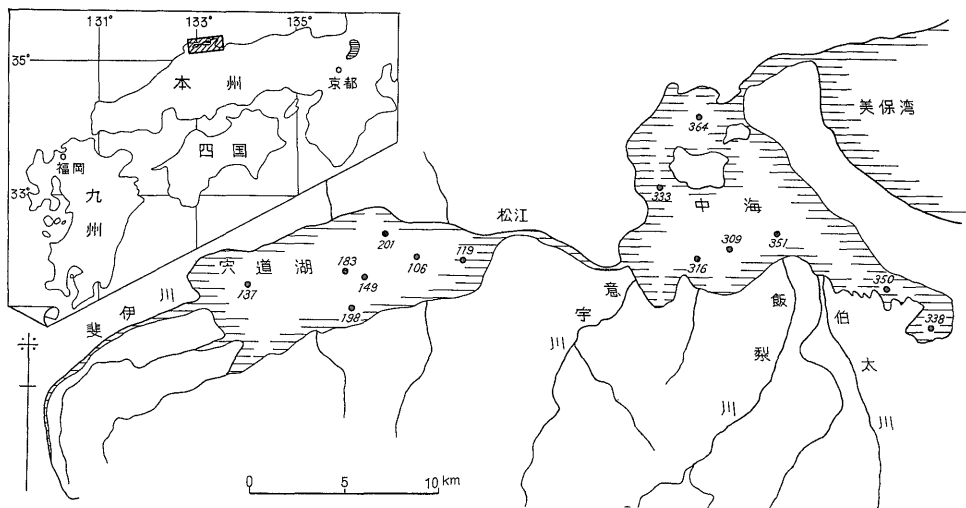 131° 133° 135°
35°
本州
京都
四国
福岡
33°
九州
美保湾
364
333
中海
309
351
316
350
338
松江
宍道湖
201
183
106
119
137
149
198
斐伊川
意宇川
飯梨川
伯太川
0 5 10 km